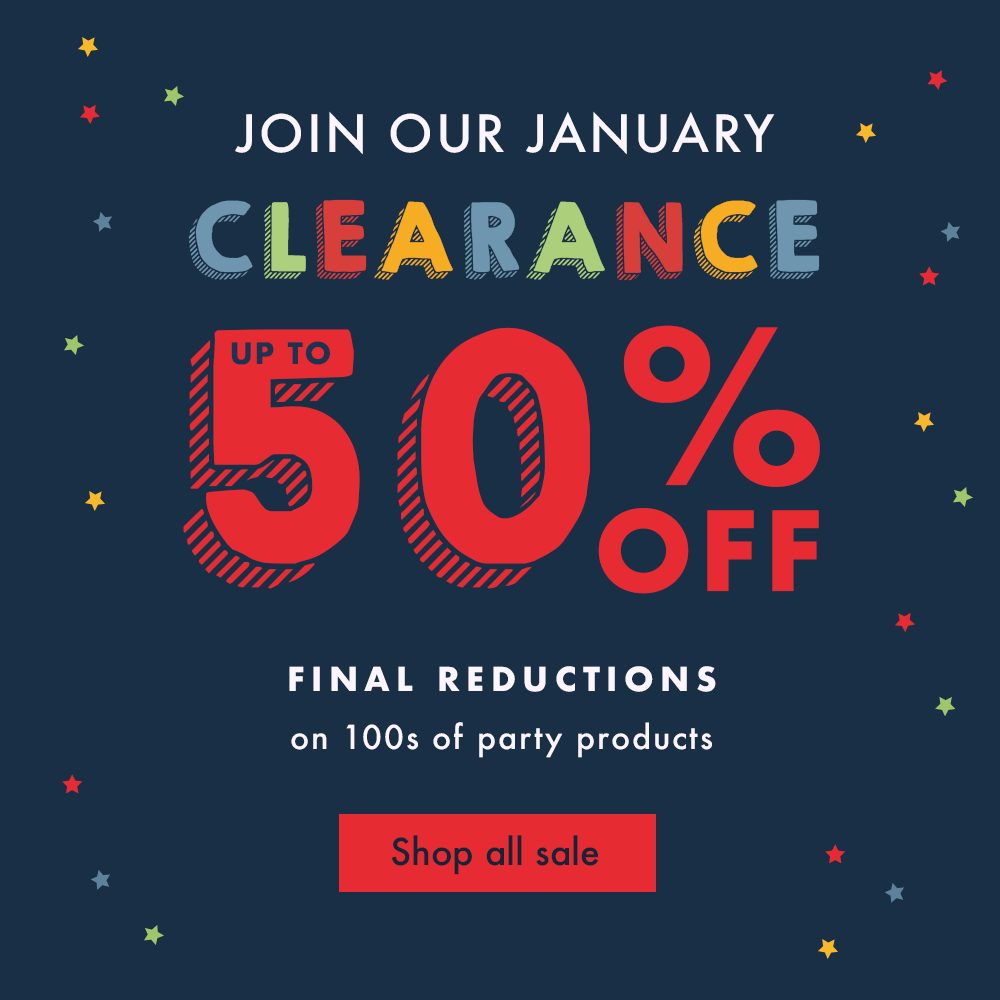 JOIN OUR JANUARY
CLEARANCE
UP TO
50%
OFF
FINAL REDUCTIONS
on 100s of party products
Shop all sale